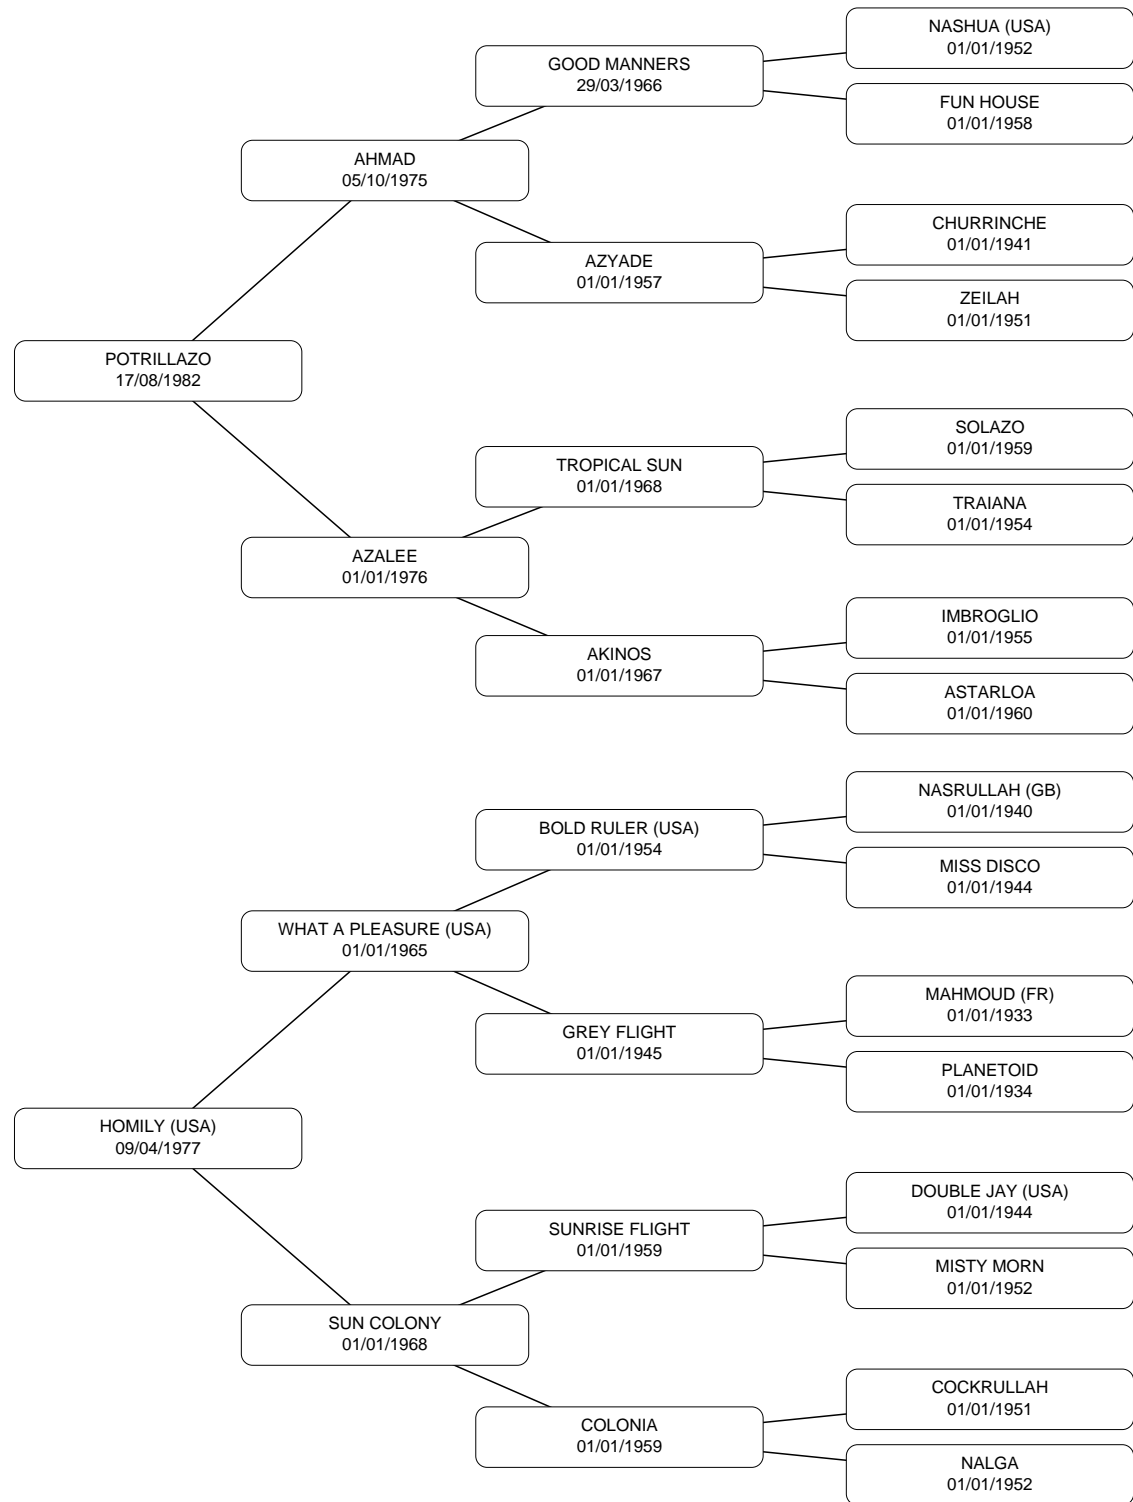 NASHUA (USA)
01/01/1952
GOOD MANNERS
29/03/1966
FUN HOUSE
01/01/1958
AHMAD
05/10/1975
CHURRINCHE
01/01/1941
AZYADE
01/01/1957
ZEILAH
01/01/1951
POTRILLAZO
17/08/1982
SOLAZO
01/01/1959
TROPICAL SUN
01/01/1968
TRAIANA
01/01/1954
AZALEE
01/01/1976
IMBROGLIO
01/01/1955
AKINOS
01/01/1967
ASTARLOA
01/01/1960
NASRULLAH (GB)
01/01/1940
BOLD RULER (USA)
01/01/1954
MISS DISCO
01/01/1944
WHAT A PLEASURE (USA)
01/01/1965
MAHMOUD (FR)
01/01/1933
GREY FLIGHT
01/01/1945
PLANETOID
01/01/1934
HOMILY (USA)
09/04/1977
DOUBLE JAY (USA)
01/01/1944
SUNRISE FLIGHT
01/01/1959
MISTY MORN
01/01/1952
SUN COLONY
01/01/1968
COCKRULLAH
01/01/1951
COLONIA
01/01/1959
NALGA
01/01/1952